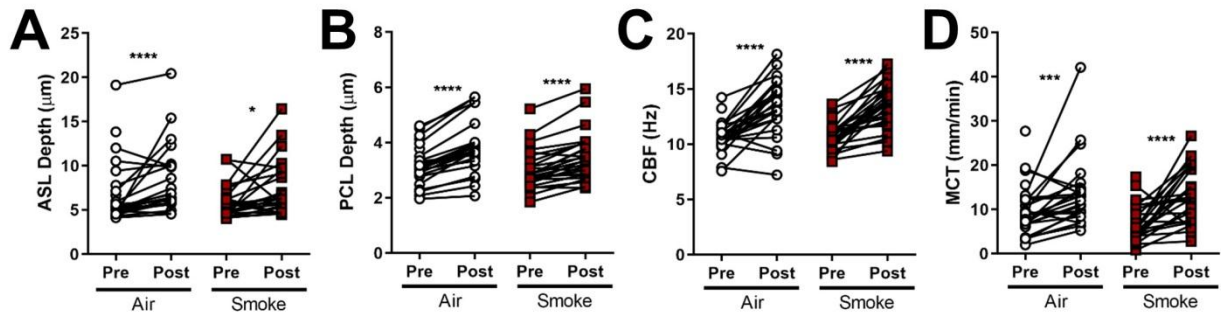 A
ASL Depth (µm)
25
20
15
10
5
0
****
*
Pre Post Pre Post
Air Smoke
B
PCL Depth (µm)
8
6
4
2
0
****
****
Pre Post Pre Post
Air Smoke
C
CBF (Hz)
20
15
10
5
0
****
****
Pre Post Pre Post
Air Smoke
D
MCT (mm/min)
50
40
30
20
10
0
***
****
Pre Post Pre Post
Air Smoke